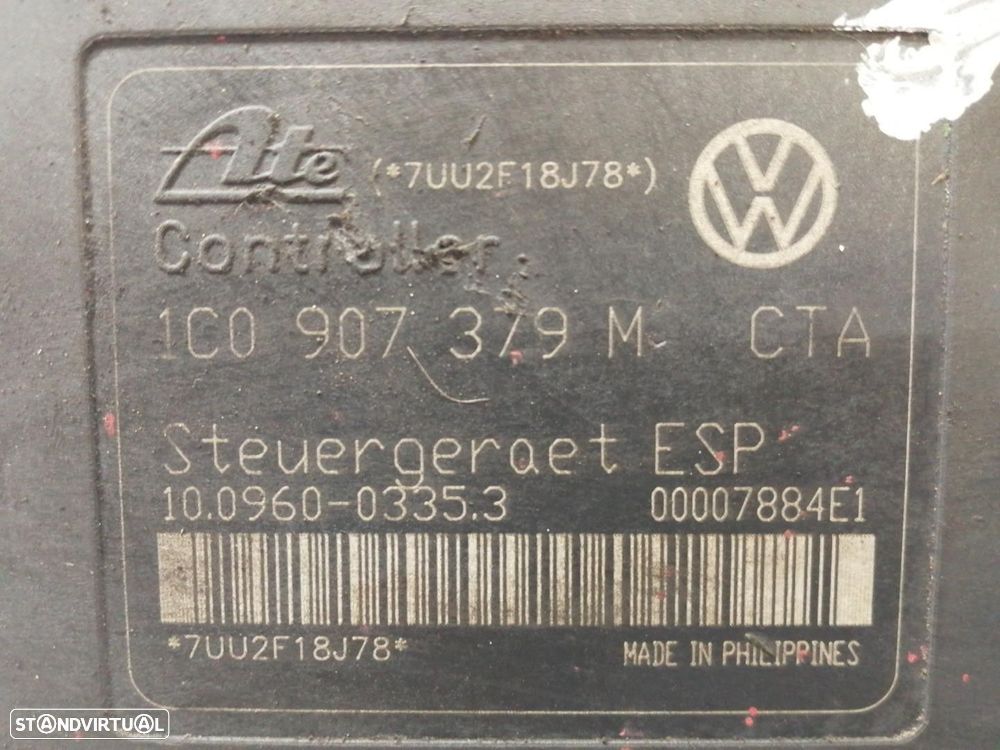 Ate (*7UU2F18J78*)
Controller
1C0 907 379 M CTA
Steuergeraet ESP
10.0960-0335.3 00007884E1
*7UU2F18J78* MADE IN PHILIPPINES
STANDVIRTUAL